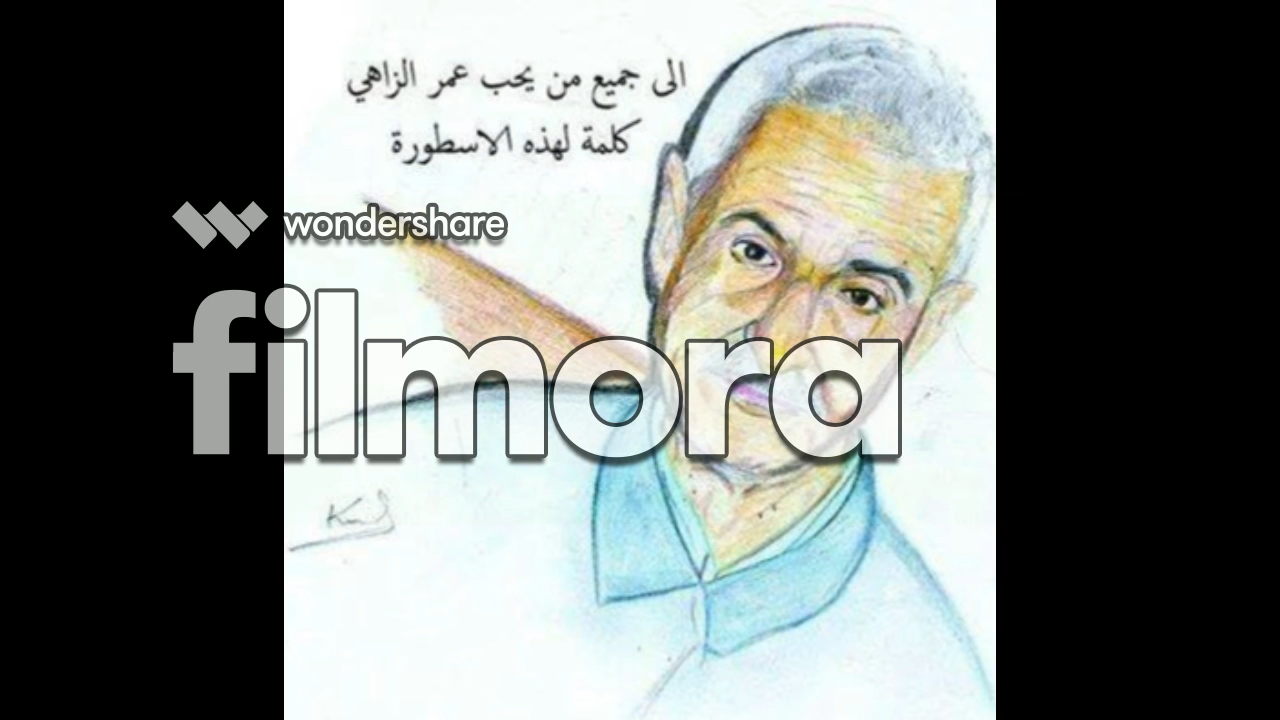 الى جميع من يحب عمر الزاهي
كلمة لهذه الاسطورة
wondershare
filmora